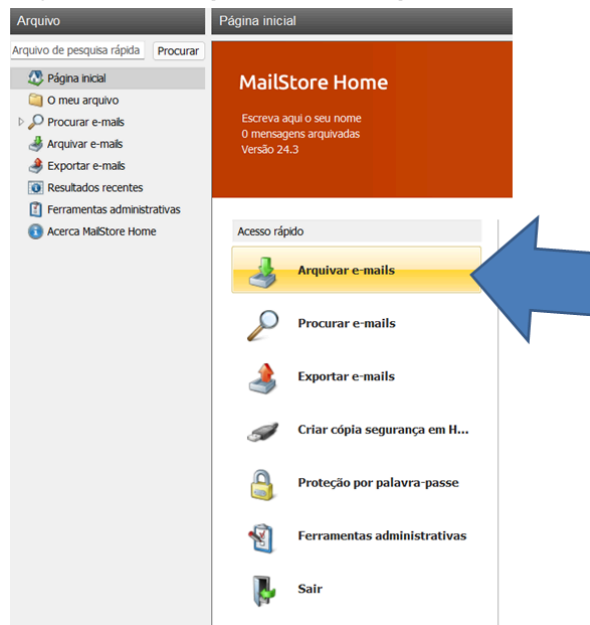 Arquivo
Arquivo de pesquisa rápida Procurar
Página inicial
O meu arquivo
Procurar e-mails
Arquivar e-mails
Exportar e-mails
Resultados recentes
Ferramentas administrativas
Acerca MailStore Home
Página inicial
MailStore Home
Escreva aqui o seu nome
0 mensagens arquivadas
Versão 24.3
Acesso rápido
Arquivar e-mails
Procurar e-mails
Exportar e-mails
Criar cópia segurança em H...
Proteção por palavra-passe
Ferramentas administrativas
Sair